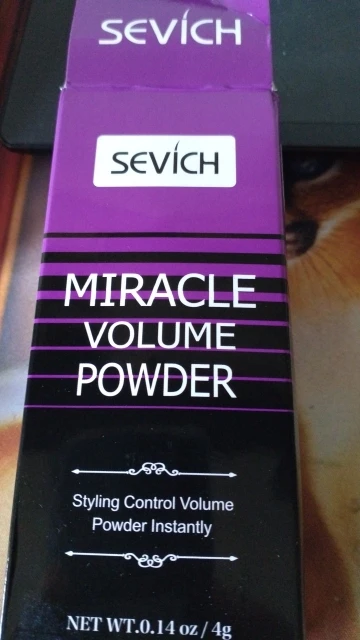 SEVICH
SEVICH
MIRACLE
VOLUME
POWDER
Styling Control Volume
Powder Instantly
NET WT.0.14 oz / 4g